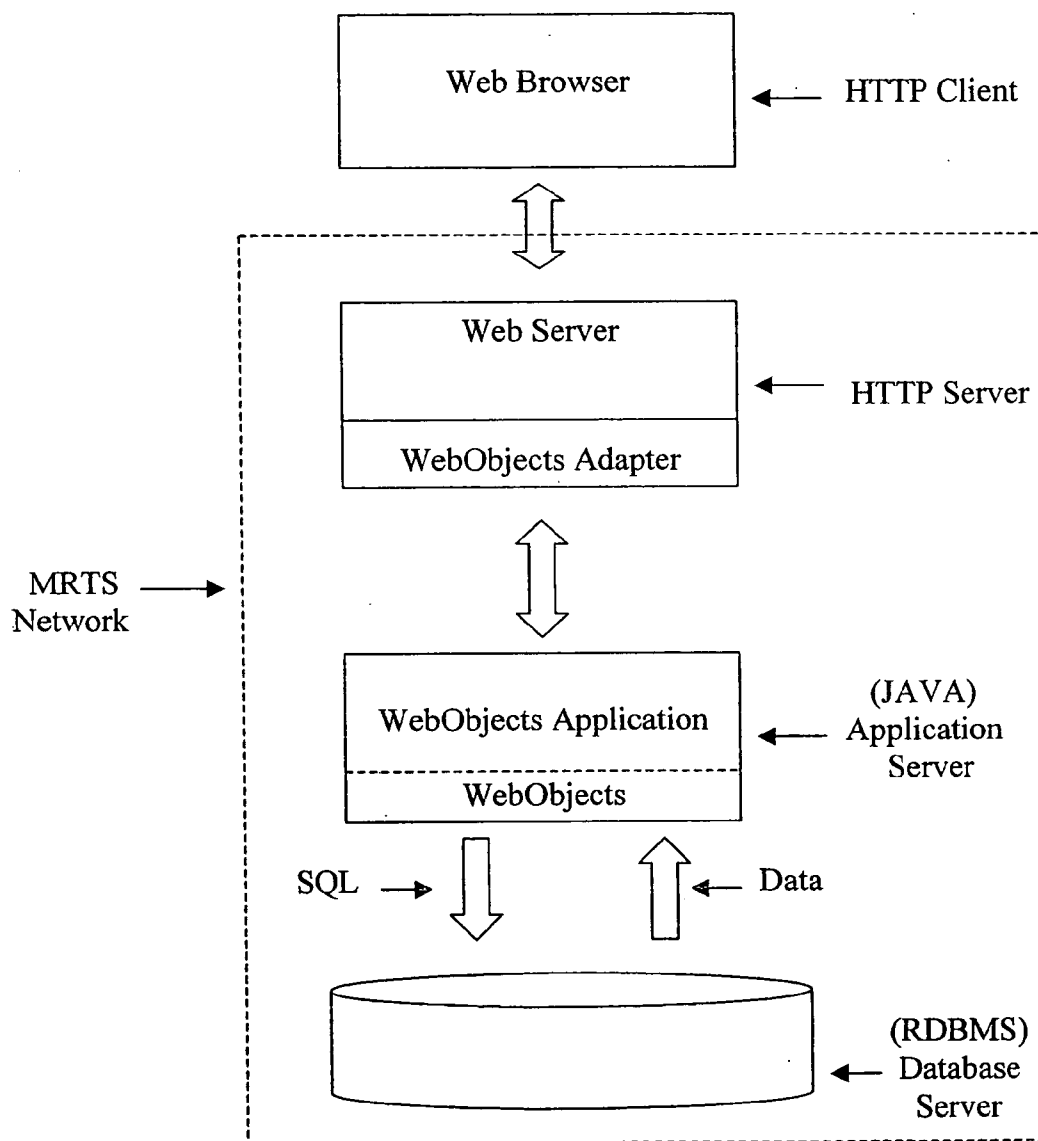 Web Browser
HTTP Client
Web Server
HTTP Server
WebObjects Adapter
MRTS
Network
WebObjects Application
(JAVA)
Application
Server
WebObjects
SQL
Data
(RDBMS)
Database
Server